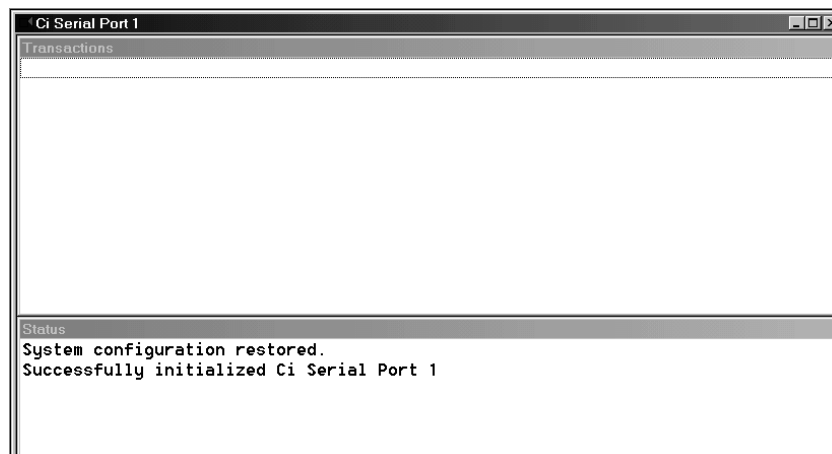 Ci Serial Port 1
Transactions
Status
System configuration restored.
Successfully initialized Ci Serial Port 1